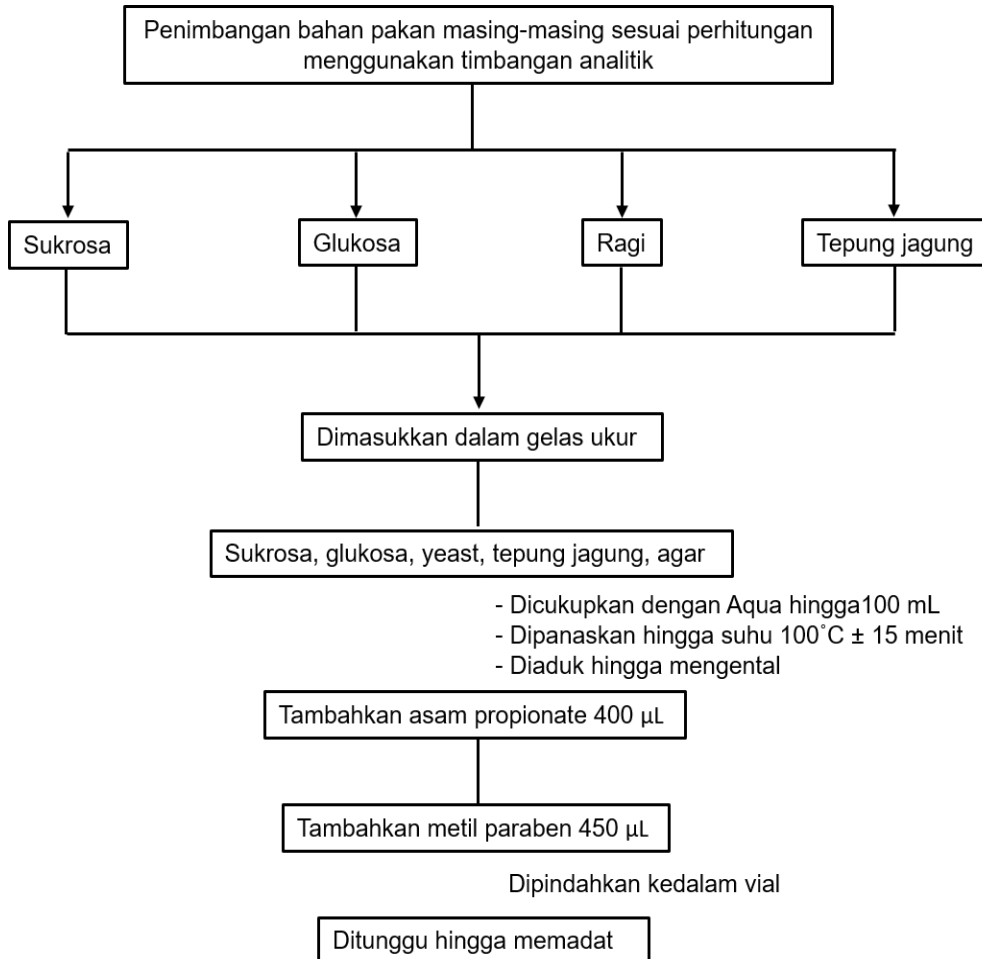 Penimbangan bahan pakan masing-masing sesuai perhitungan
menggunakan timbangan analitik
Sukrosa
Glukosa
Ragi
Tepung jagung
Dimasukkan dalam gelas ukur
Sukrosa, glukosa, yeast, tepung jagung, agar
- Dicukupkan dengan Aqua hingga100 mL
- Dipanaskan hingga suhu 100˚C ± 15 menit
- Diaduk hingga mengental
Tambahkan asam propionate 400 µL
Tambahkan metil paraben 450 µL
Dipindahkan kedalam vial
Ditunggu hingga memadat